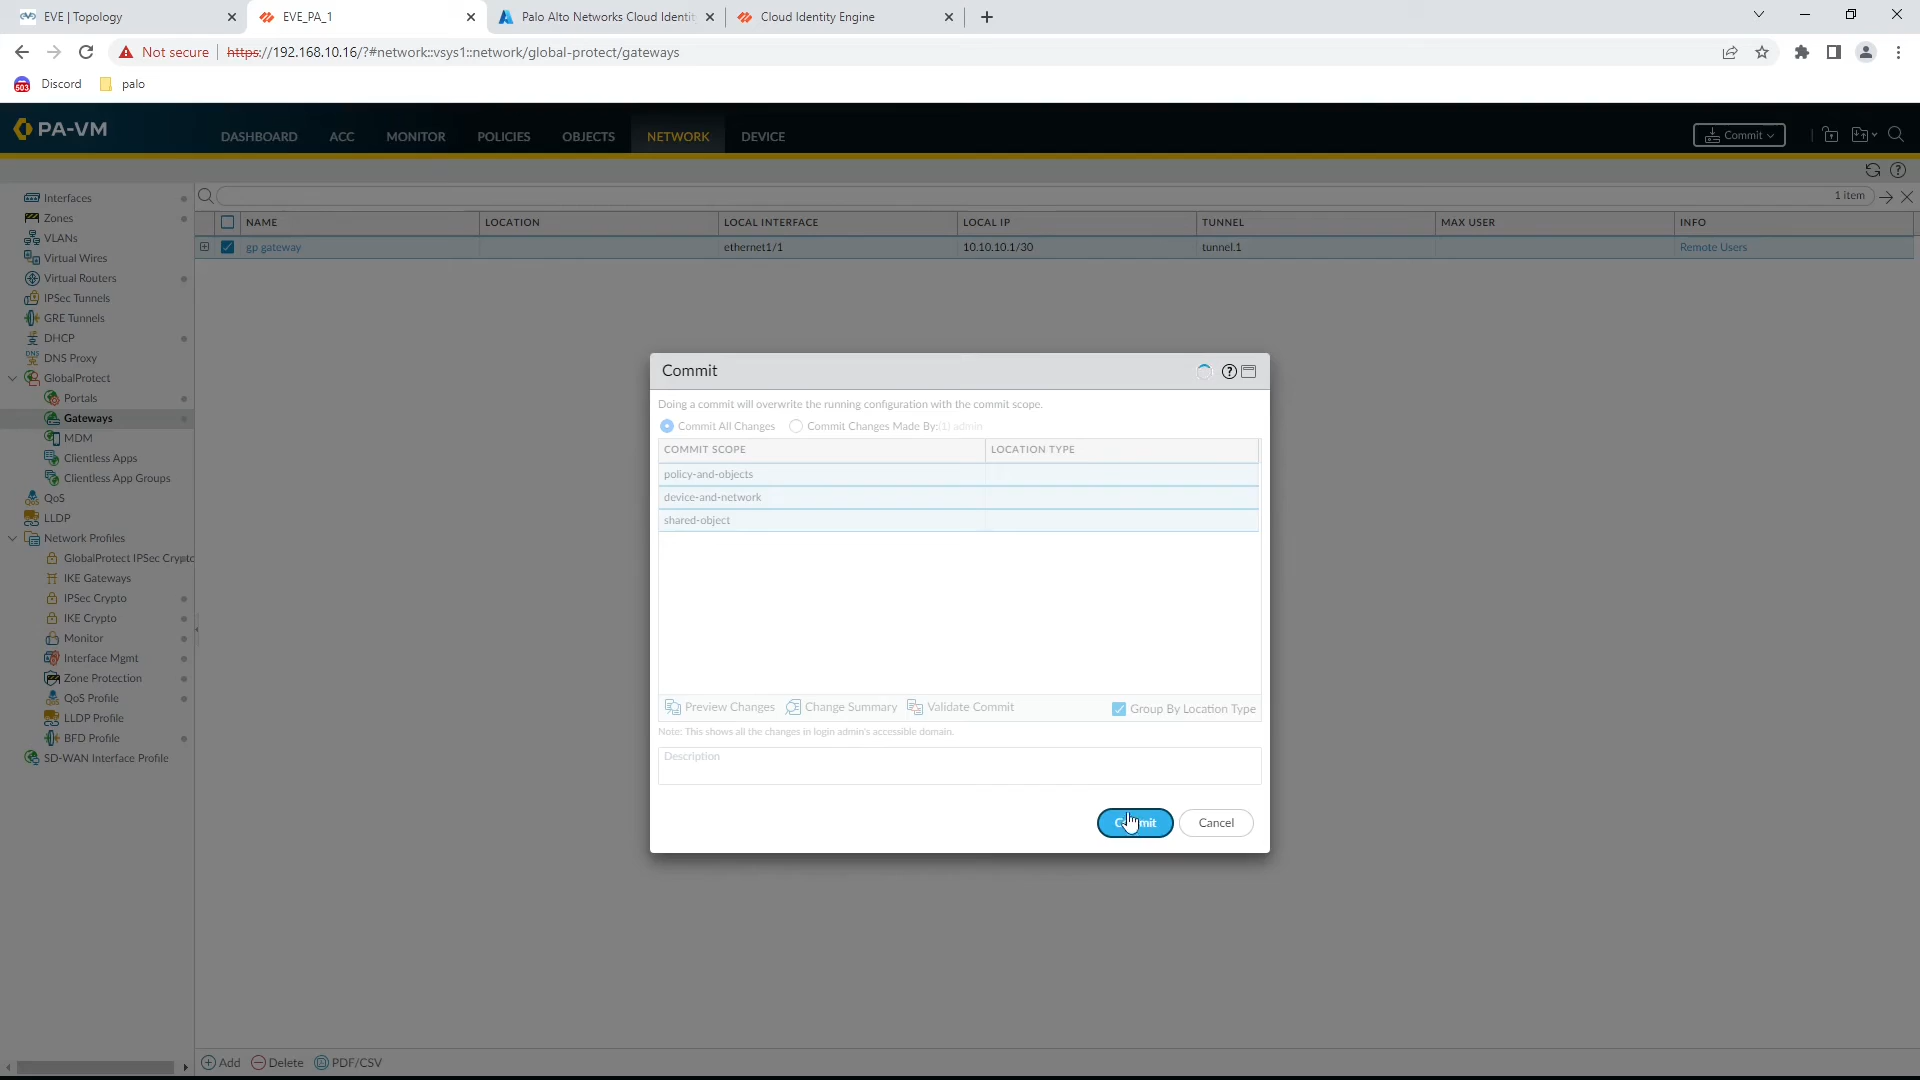 EVE | Topology
EVE_PA_1
Palo Alto Networks Cloud Identi
Cloud Identity Engine
Not secure
https://192.168.10.16/?#network::vsys1::network/global-protect/gateways
503
Discord
palo
PA-VM
DASHBOARD
ACC
MONITOR
POLICIES
OBJECTS
NETWORK
DEVICE
Commit
1 item
Interfaces
Zones
VLANs
Virtual Wires
Virtual Routers
IPSec Tunnels
GRE Tunnels
DHCP
DNS Proxy
GlobalProtect
Portals
Gateways
MDM
Clientless Apps
Clientless App Groups
QoS
LLDP
Network Profiles
GlobalProtect IPSec Crypto
IKE Gateways
IPSec Crypto
IKE Crypto
Monitor
Interface Mgmt
Zone Protection
QoS Profile
LLDP Profile
BFD Profile
SD-WAN Interface Profile
NAME LOCATION LOCAL INTERFACE LOCAL IP TUNNEL MAX USER INFO
gp gateway ethernet1/1 10.10.10.1/30 tunnel.1 Remote Users
Commit
Doing a commit will overwrite the running configuration with the commit scope.
Commit All Changes Commit Changes Made By:(1) admin
COMMIT SCOPE LOCATION TYPE
policy-and-objects
device-and-network
shared-object
Preview Changes Change Summary Validate Commit Group By Location Type
Note: This shows all the changes in login admin's accessible domain.
Description
Commit Cancel
Add Delete PDF/CSV